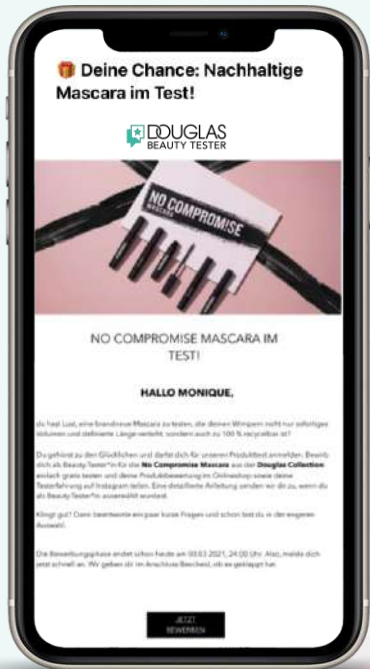 🎁 Deine Chance: Nachhaltige
Mascara im Test!
DOUGLAS
BEAUTY TESTER
NO COMPROMISE
MASCARA
NO COMPROMISE MASCARA IM
TEST!
HALLO MONIQUE,
du hast Lust, eine brandneue Mascara zu testen, die deinen Wimpern nicht nur sofortiges
Volumen und definierte Länge verleiht, sondern auch zu 100 % recycelbar ist?
Du gehörst zu den Glücklichen und darfst dich für unseren Produkttest anmelden. Bewirb
dich als Beauty Tester*in für die No Compromise Mascara aus der Douglas Collection
einfach gratis testen und deine Produktbewertung im Onlineshop sowie deine
Testerfahrung auf Instagram teilen. Eine detaillierte Anleitung senden wir dir zu, wenn du
als Beauty Tester*in ausgewählt wurdest.
Klingt gut? Dann beantworte ein paar kurze Fragen und schon bist du in der engeren
Auswahl.
Die Bewerbungsphase endet schon heute am 03.2021, 24:00 Uhr. Also, melde dich
jetzt schnell an. Wir geben dir im Anschluss Bescheid, ob es geklappt hat.
JETZT
BEWERBEN